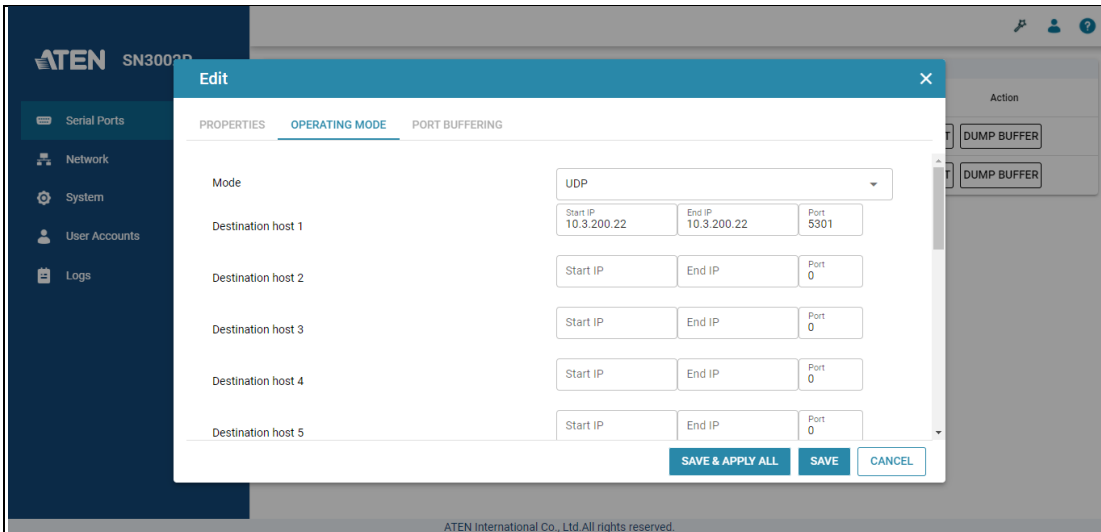 ATEN
Serial Ports
Network
System
User Accounts
Logs
Action
DUMP BUFFER
DUMP BUFFER
Edit
PROPERTIES OPERATING MODE PORT BUFFERING
Mode UDP
Start IP End IP Port
Destination host 1 10.3.200.22 10.3.200.22 5301
Port
Destination host 2 Start IP End IP 0
Port
Destination host 3 Start IP End IP 0
Port
Destination host 4 Start IP End IP 0
Port
Destination host 5 Start IP End IP 0
SAVE & APPLY ALL SAVE CANCEL
ATEN International Co., Ltd.All rights reserved.